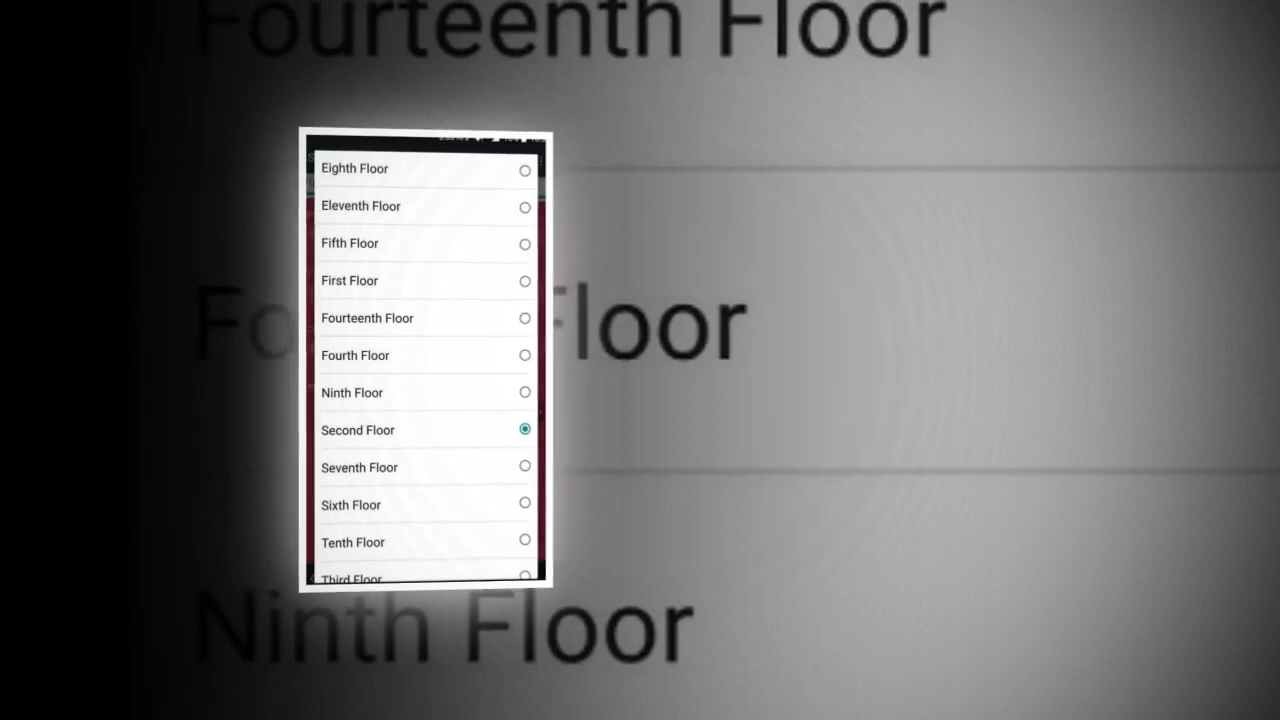 Fourteenth Floor
Eighth Floor
Eleventh Floor
Fifth Floor
First Floor
Fourteenth Floor
Fourth Floor
Ninth Floor
Second Floor
Seventh Floor
Sixth Floor
Tenth Floor
Third Floor
Floor
Ninth Floor